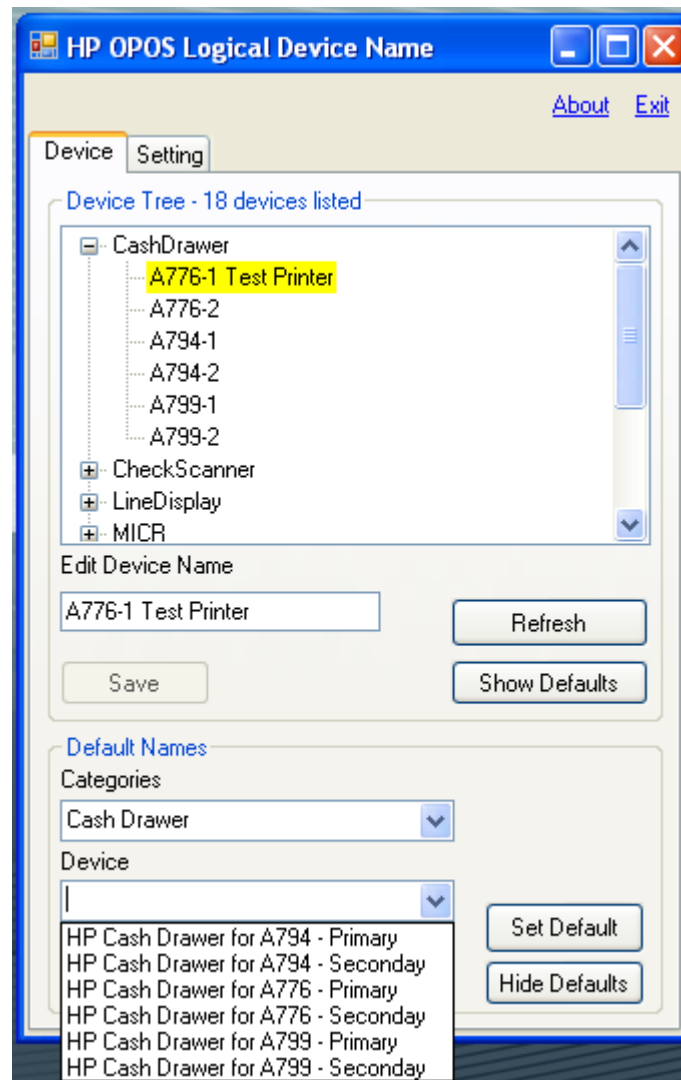 HP OPOS Logical Device Name
About Exit
Device Setting
Device Tree - 18 devices listed
CashDrawer
A776-1 Test Printer
A776-2
A794-1
A794-2
A799-1
A799-2
CheckScanner
LineDisplay
MICR
Edit Device Name
A776-1 Test Printer
Refresh
Save
Show Defaults
Default Names
Categories
Cash Drawer
Device
Set Default
HP Cash Drawer for A794 - Primary
HP Cash Drawer for A794 - Seconday
HP Cash Drawer for A776 - Primary
Hide Defaults
HP Cash Drawer for A776 - Seconday
HP Cash Drawer for A799 - Primary
HP Cash Drawer for A799 - Seconday